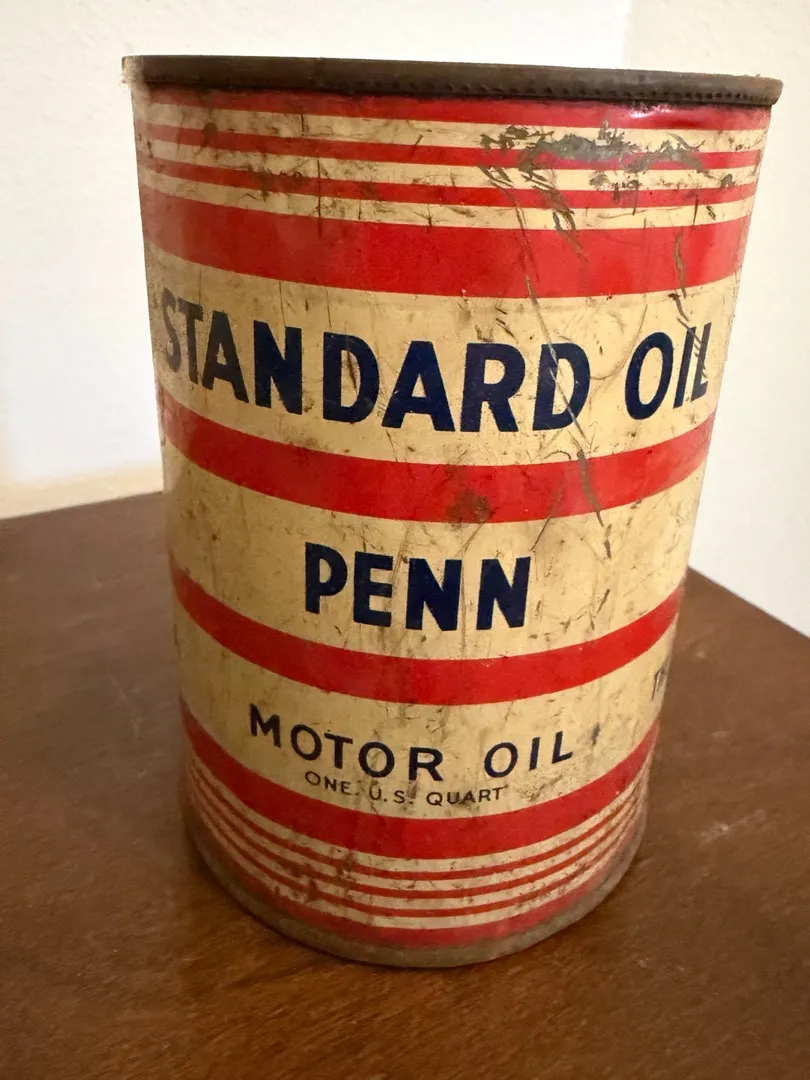 STANDARD OIL
PENN
MOTOR OIL
ONE U.S. QUART